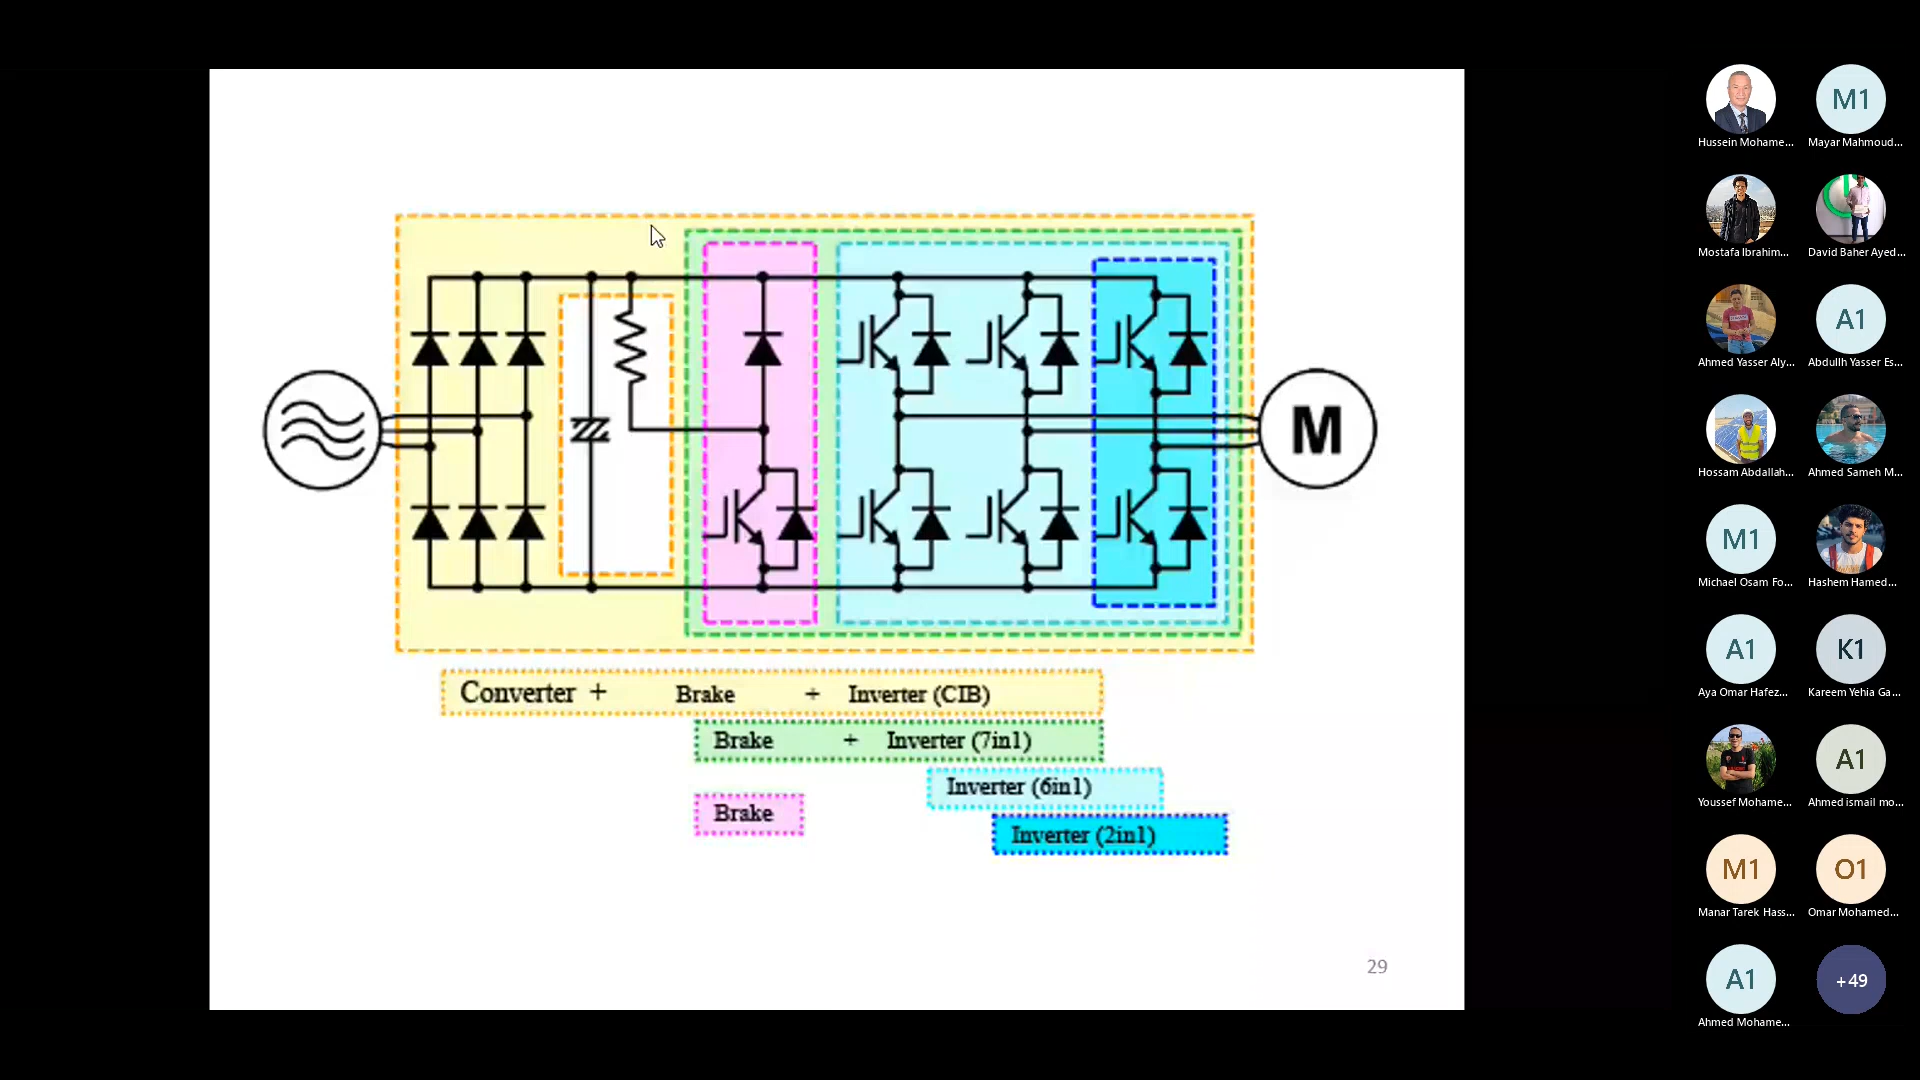 M
Converter + Brake + Inverter (CIB)
Brake + Inverter (7in1)
Inverter (6in1)
Brake
Inverter (2in1)
29
Hussein Mohame...
M1
Mayar Mahmoud...
Mostafa Ibrahim...
David Baher Ayed...
Ahmed Yasser Aly...
A1
Abdullh Yasser Es...
Hossam Abdallah...
Ahmed Sameh M...
M1
Michael Osam Fo...
Hashem Hamed...
A1
Aya Omar Hafez...
K1
Kareem Yehia Ga...
Youssef Mohame...
A1
Ahmed ismail mo...
M1
Manar Tarek Hass...
O1
Omar Mohamed...
A1
Ahmed Mohame...
+49